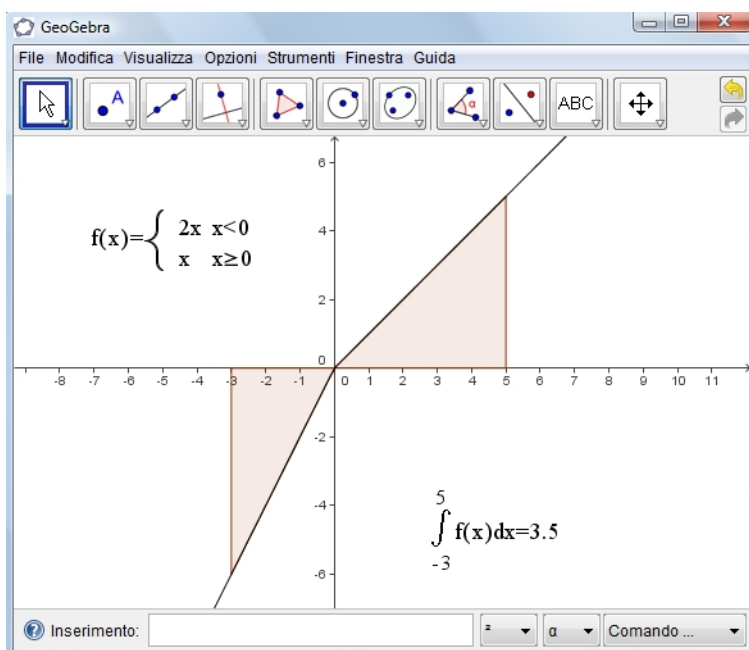 GeoGebra
File Modifica Visualizza Opzioni Strumenti Finestra Guida
A
α
ABC
6
f(x)={ 2x x<0
x x≥0
4
2
0
-8 -7 -6 -5 -4 -3 -2 -1 0 1 2 3 4 5 6 7 8 9 10 11
-2
-4
5
∫ f(x)dx=3.5
-3
-6
Inserimento: ² α Comando ...